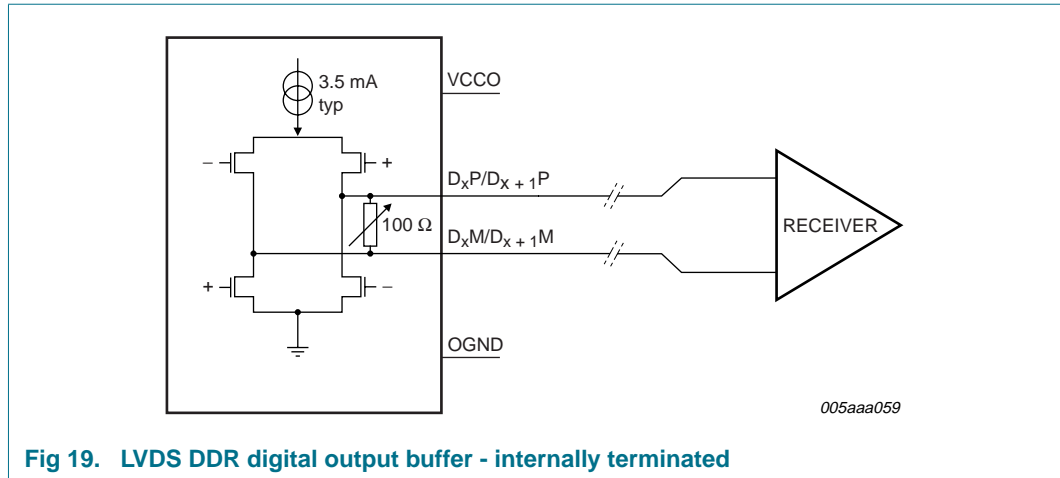 3.5 mA
typ
VCCO
− +
DxP/Dx + 1P
100 Ω
RECEIVER
DxM/Dx + 1M
+ −
OGND
005aaa059
Fig 19. LVDS DDR digital output buffer - internally terminated